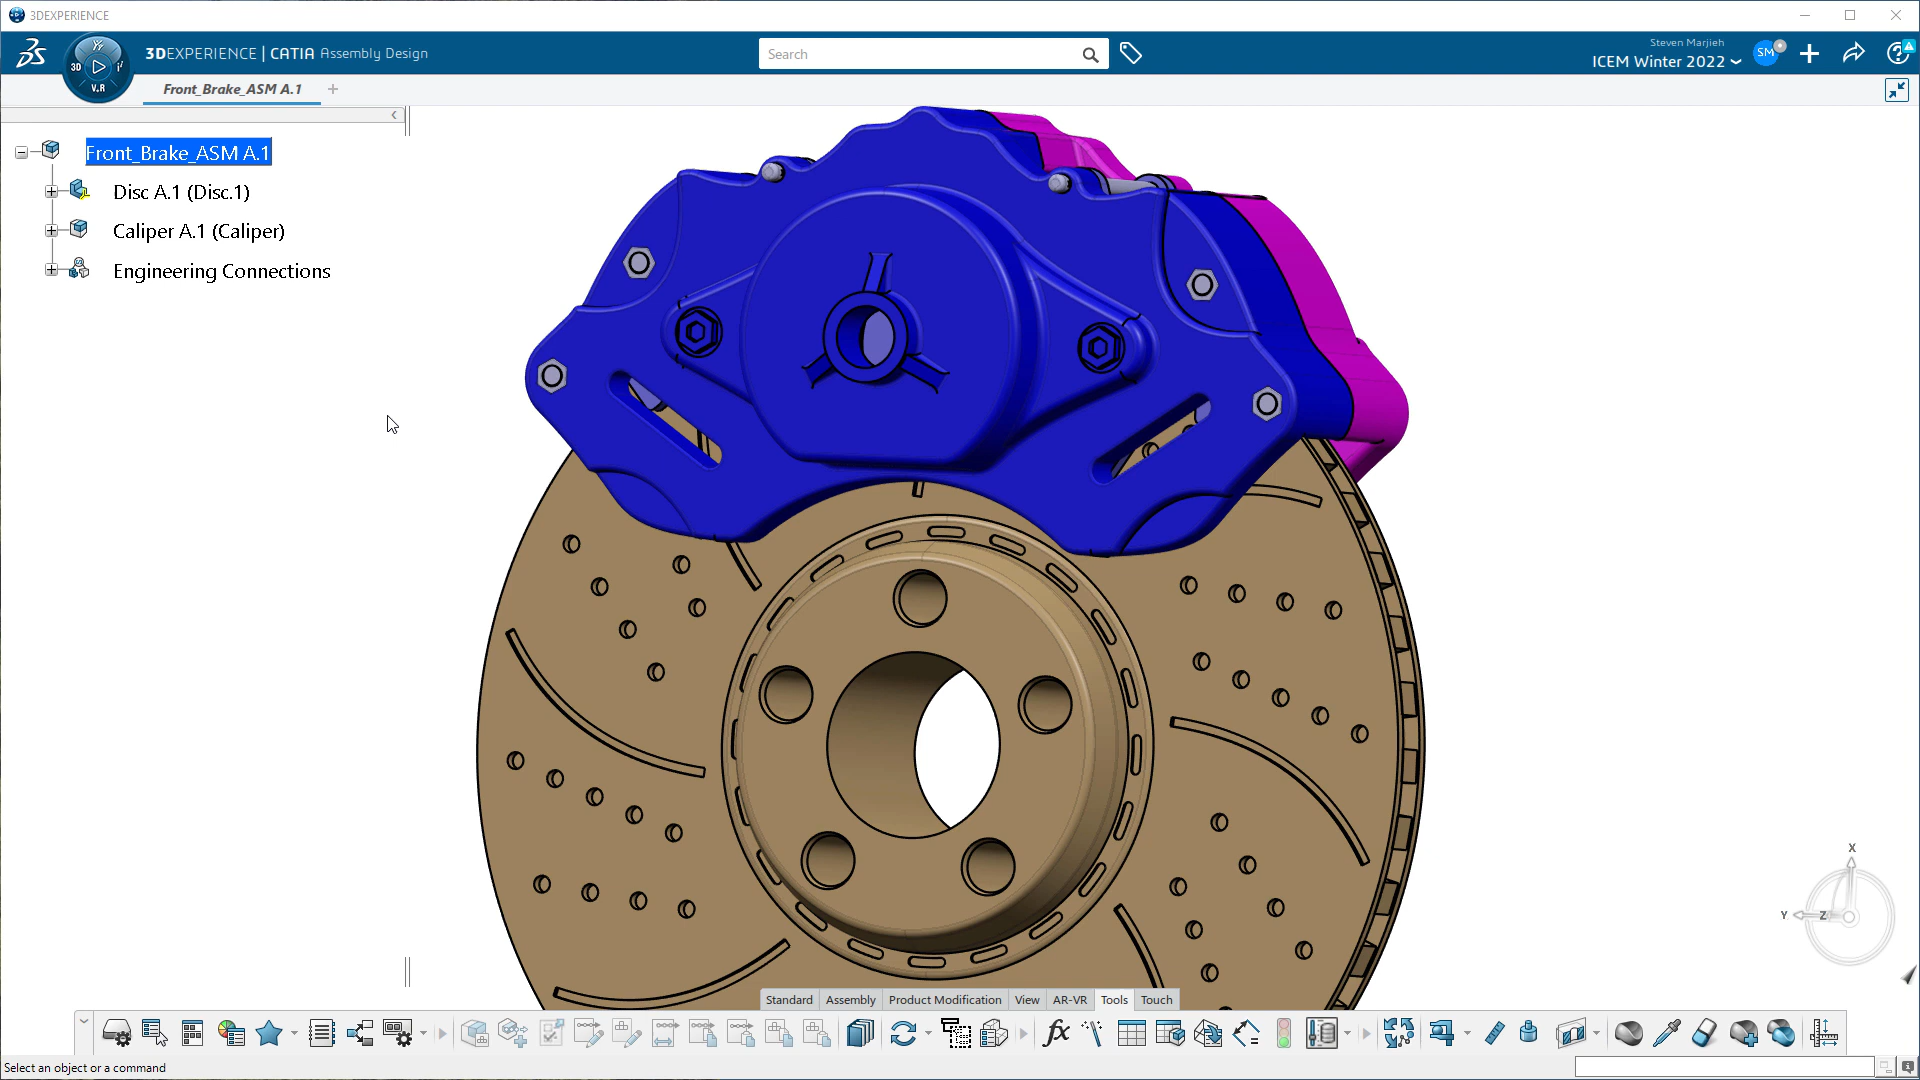 3DEXPERIENCE
3DEXPERIENCE | CATIA Assembly Design
Search
Steven Marjieh
ICEM Winter 2022
SM
3D
V.R
Front_Brake_ASM A.1
Front_Brake_ASM A.1
Disc A.1 (Disc.1)
Caliper A.1 (Caliper)
Engineering Connections
X
Y
Z
Standard
Assembly
Product Modification
View
AR-VR
Tools
Touch
fx
Select an object or a command